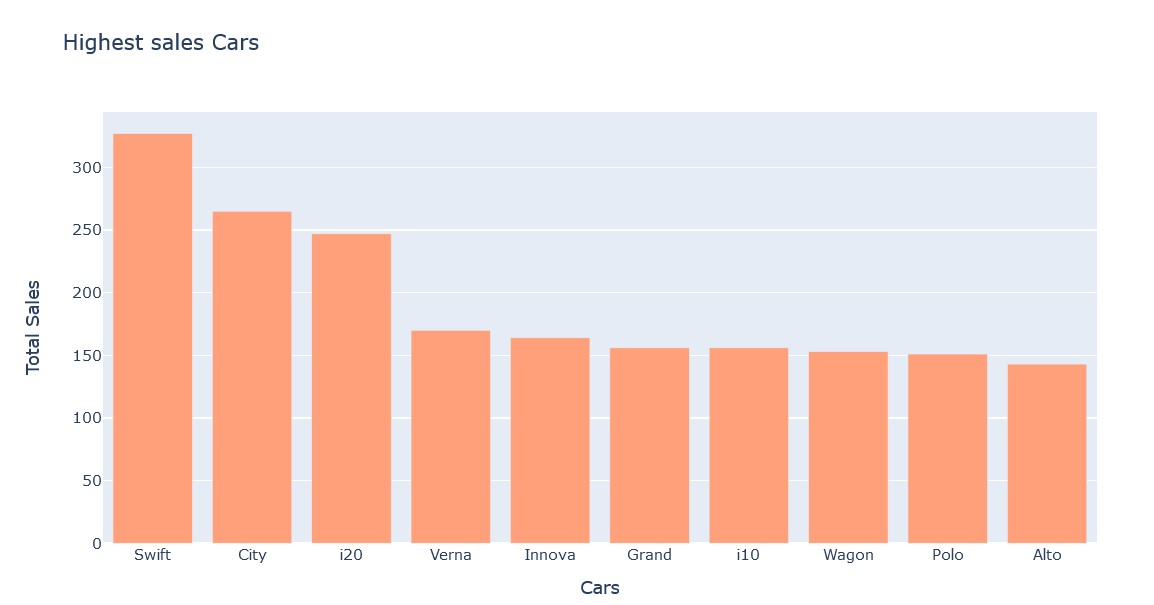 Highest sales Cars
Total Sales
300
250
200
150
100
50
0
Swift City i20 Verna Innova Grand i10 Wagon Polo Alto
Cars